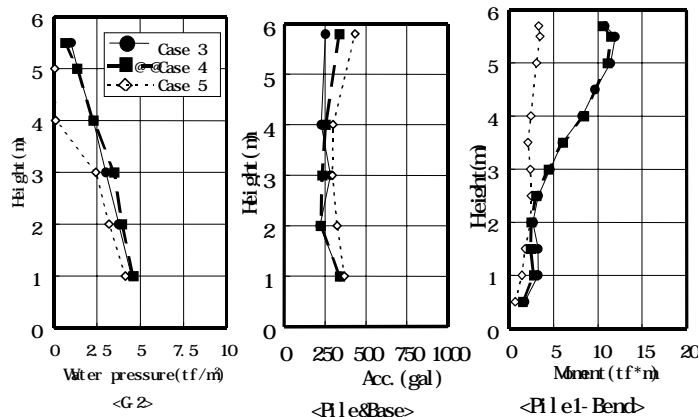 6
5
4
3
2
1
0
Height(m)
Case 3
@@Case 4
Case 5
0 2.5 5 7.5 10
Water pressure(tf/m²)
<G-2>
6
5
4
3
2
1
0
Height(m)
0 250 500 750 1000
Acc. (gal)
<Pile&Base>
6
5
4
3
2
1
0
Height(m)
0 5 10 15 20
Moment(tf*m)
<Pile1-Bend>